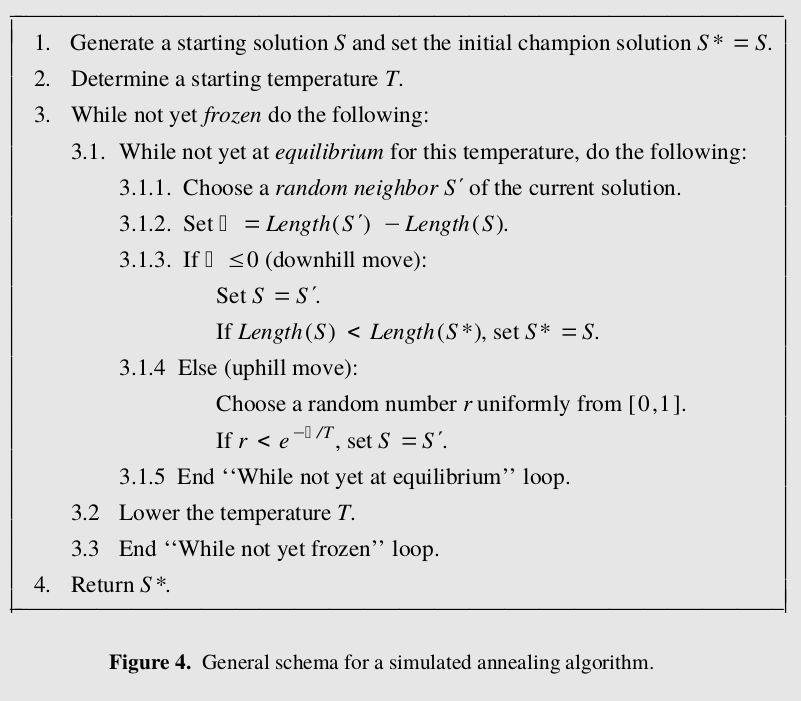 1. Generate a starting solution S and set the initial champion solution S* = S.
2. Determine a starting temperature T.
3. While not yet frozen do the following:
3.1. While not yet at equilibrium for this temperature, do the following:
3.1.1. Choose a random neighbor S´ of the current solution.
3.1.2. Set ▯ = Length(S´) − Length(S).
3.1.3. If ▯ ≤0 (downhill move):
Set S = S´.
If Length(S) < Length(S*), set S* = S.
3.1.4 Else (uphill move):
Choose a random number r uniformly from [0,1].
If r < e^−▯/T, set S = S´.
3.1.5 End ‘‘While not yet at equilibrium’’ loop.
3.2 Lower the temperature T.
3.3 End ‘‘While not yet frozen’’ loop.
4. Return S*.
Figure 4. General schema for a simulated annealing algorithm.